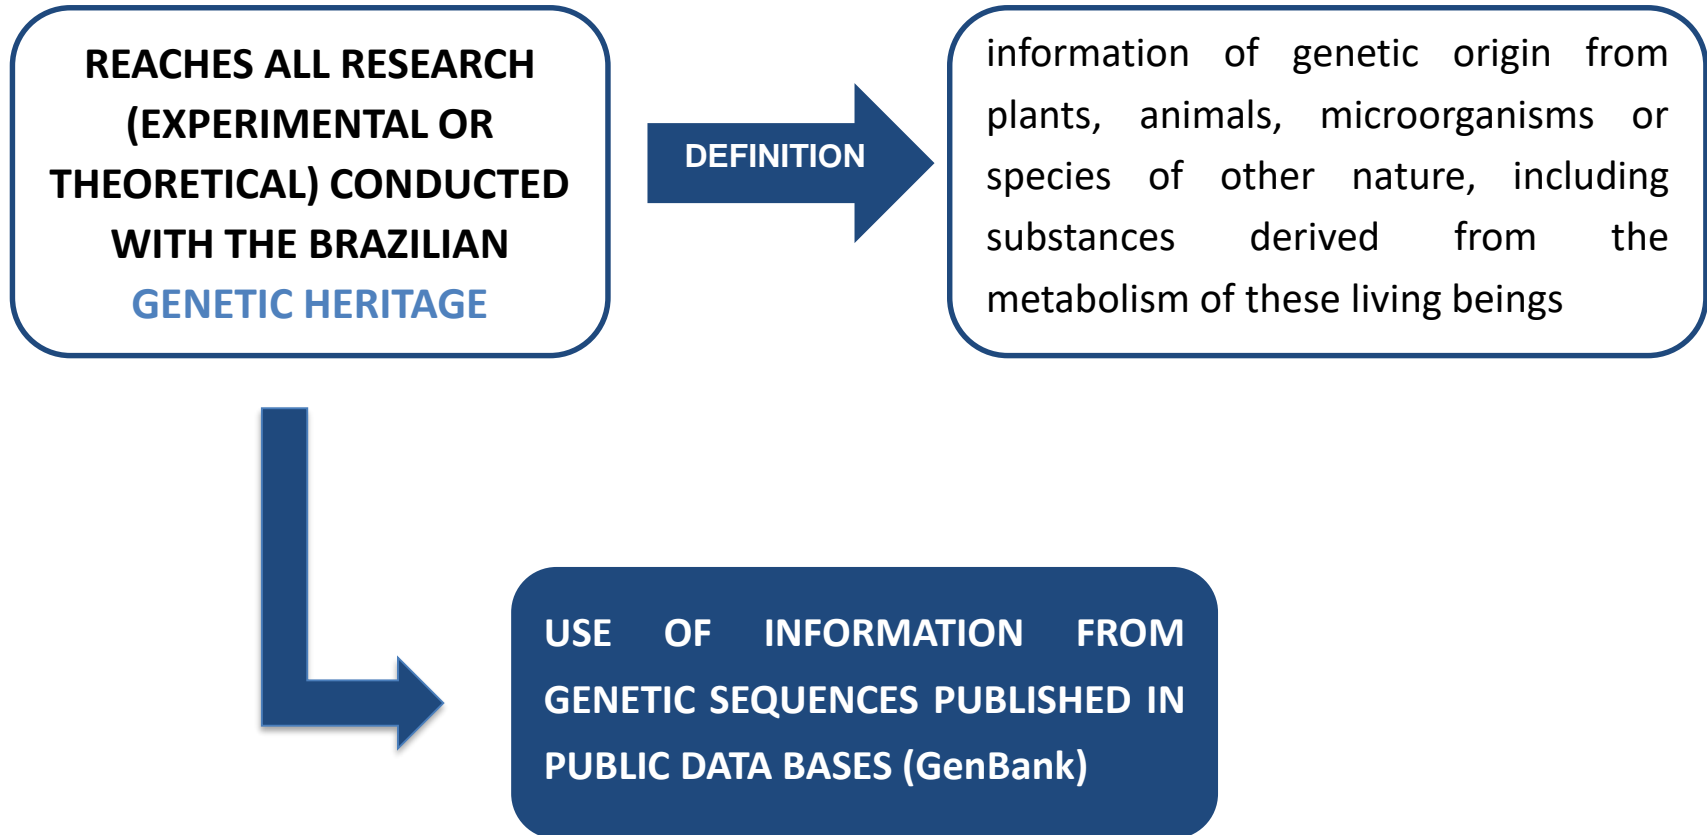 REACHES ALL RESEARCH
(EXPERIMENTAL OR
THEORETICAL) CONDUCTED
WITH THE BRAZILIAN
GENETIC HERITAGE
DEFINITION
information of genetic origin from
plants, animals, microorganisms or
species of other nature, including
substances derived from the
metabolism of these living beings
USE OF INFORMATION FROM
GENETIC SEQUENCES PUBLISHED IN
PUBLIC DATA BASES (GenBank)